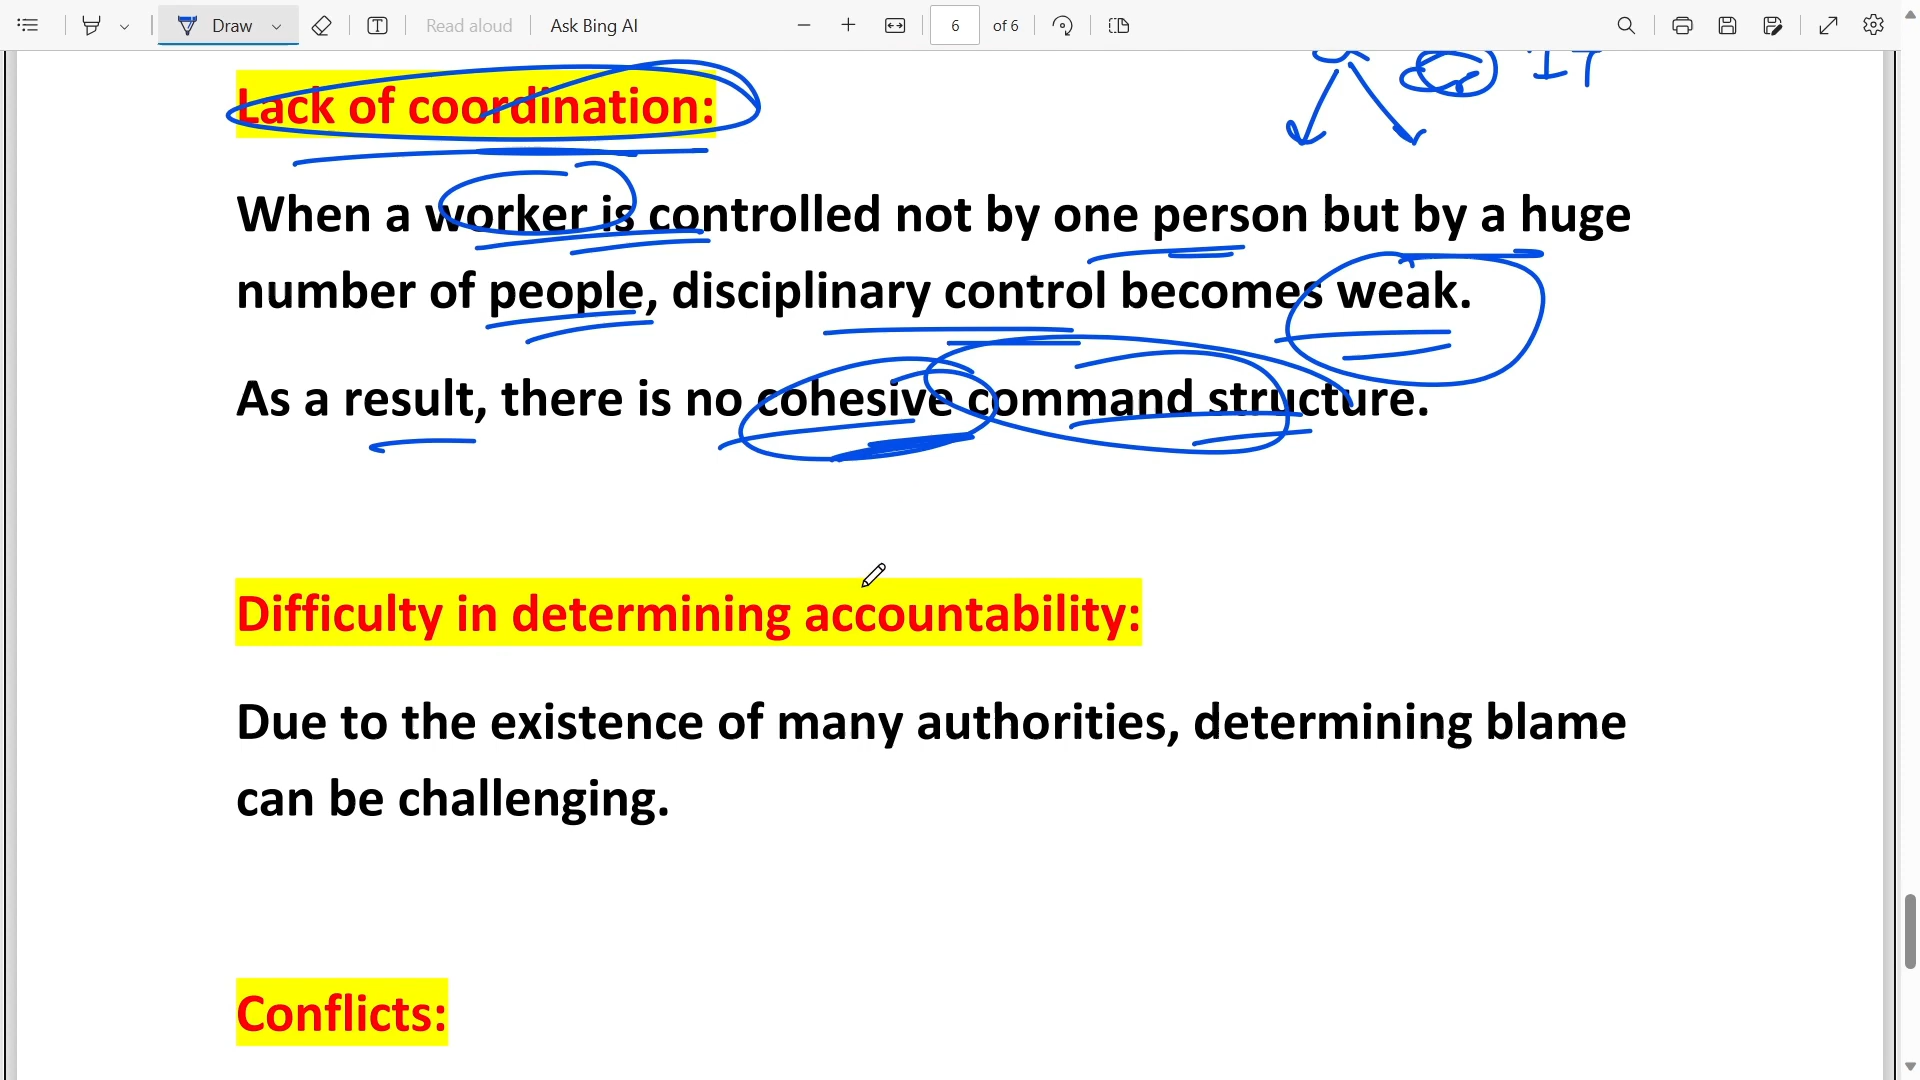 Draw
Read aloud
Ask Bing AI
6 of 6
Lack of coordination:
When a worker is controlled not by one person but by a huge
number of people, disciplinary control becomes weak.
As a result, there is no cohesive command structure.
Difficulty in determining accountability:
Due to the existence of many authorities, determining blame
can be challenging.
Conflicts: